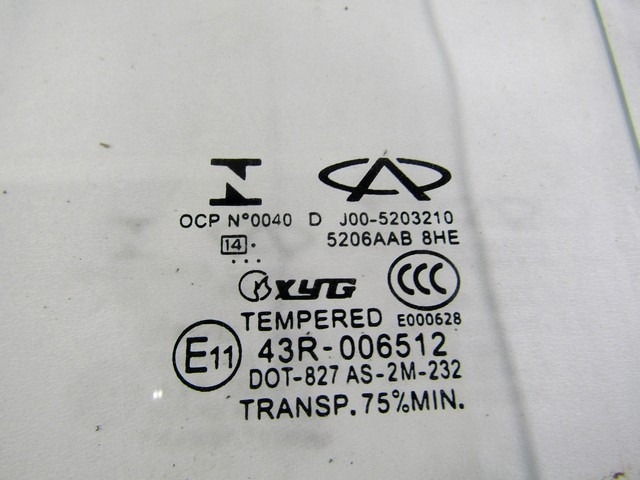 OCP N°0040 D J00-5203210
5206AAB 8HE
14
XYG
CCC
TEMPERED E000628
E11 43R-006512
DOT-827 AS-2M-232
TRANSP. 75%MIN.